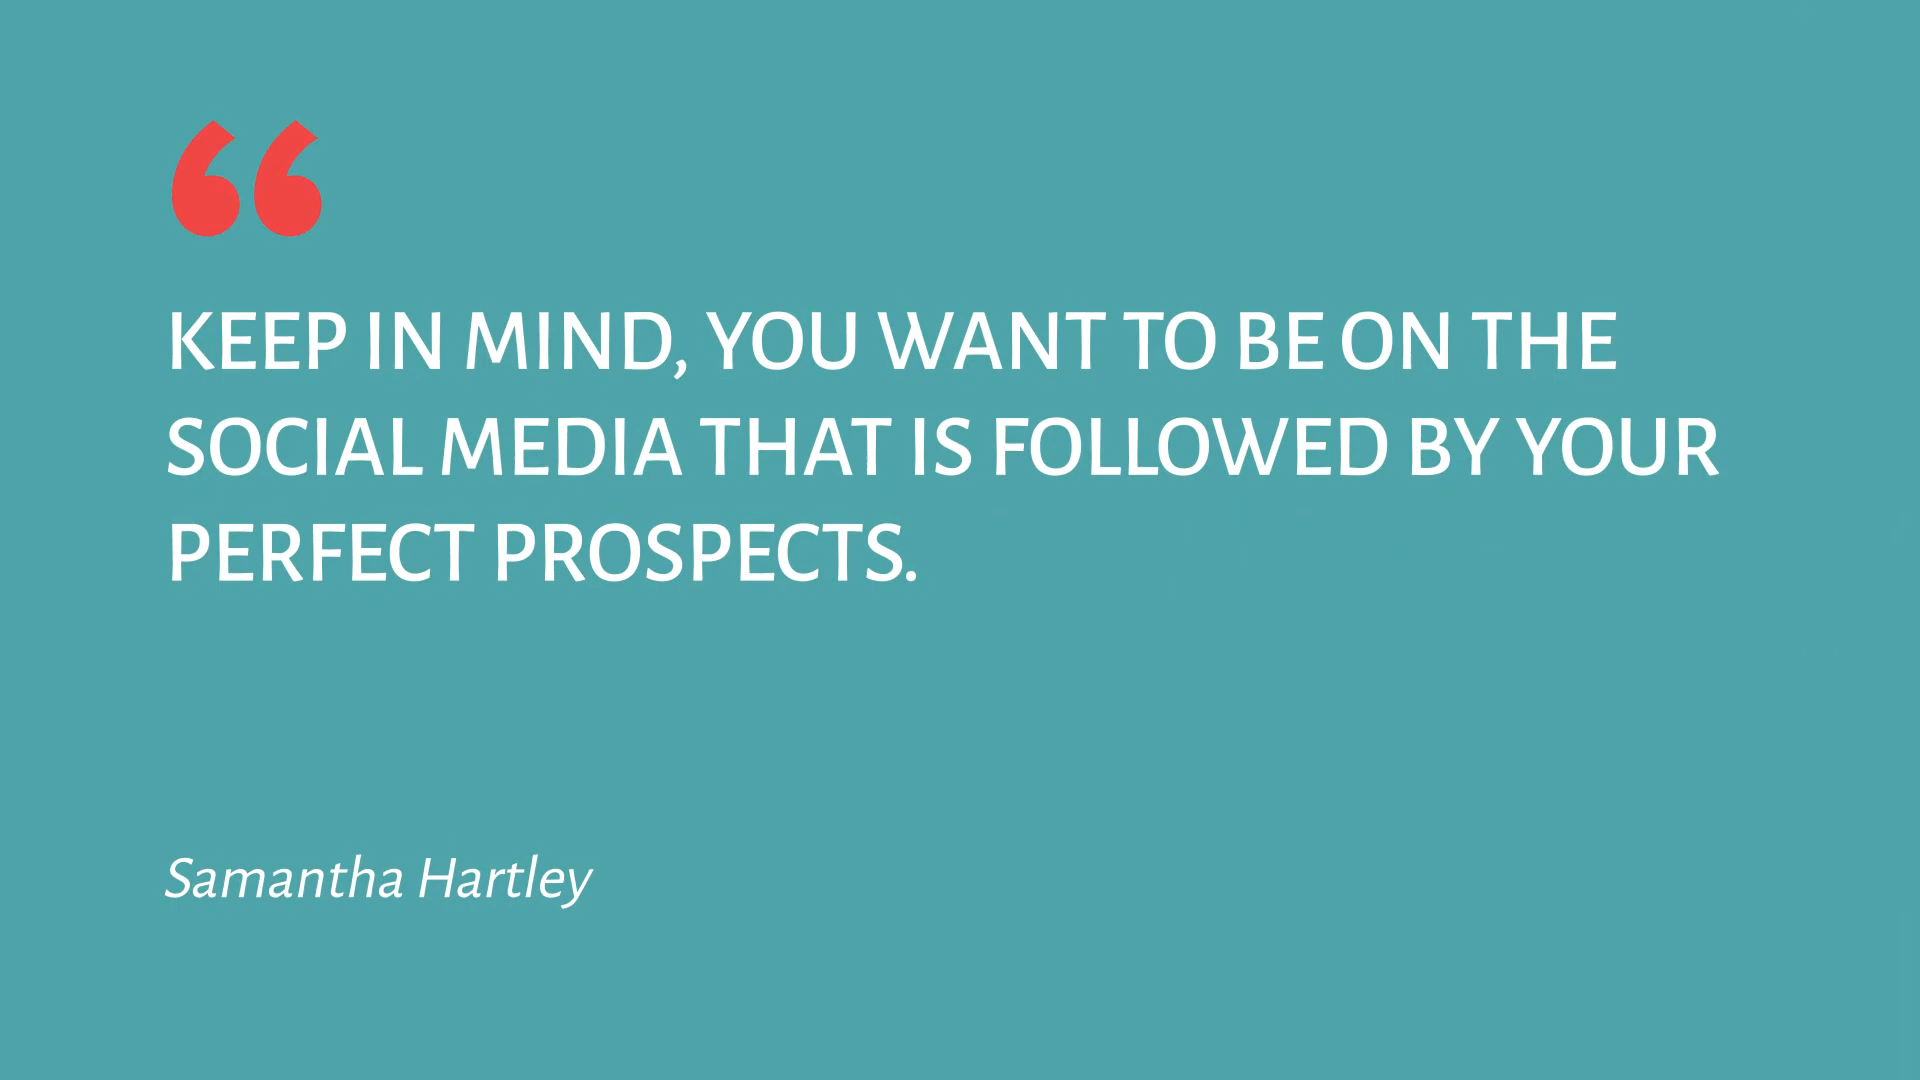 “
KEEP IN MIND, YOU WANT TO BE ON THE
SOCIAL MEDIA THAT IS FOLLOWED BY YOUR
PERFECT PROSPECTS.
Samantha Hartley